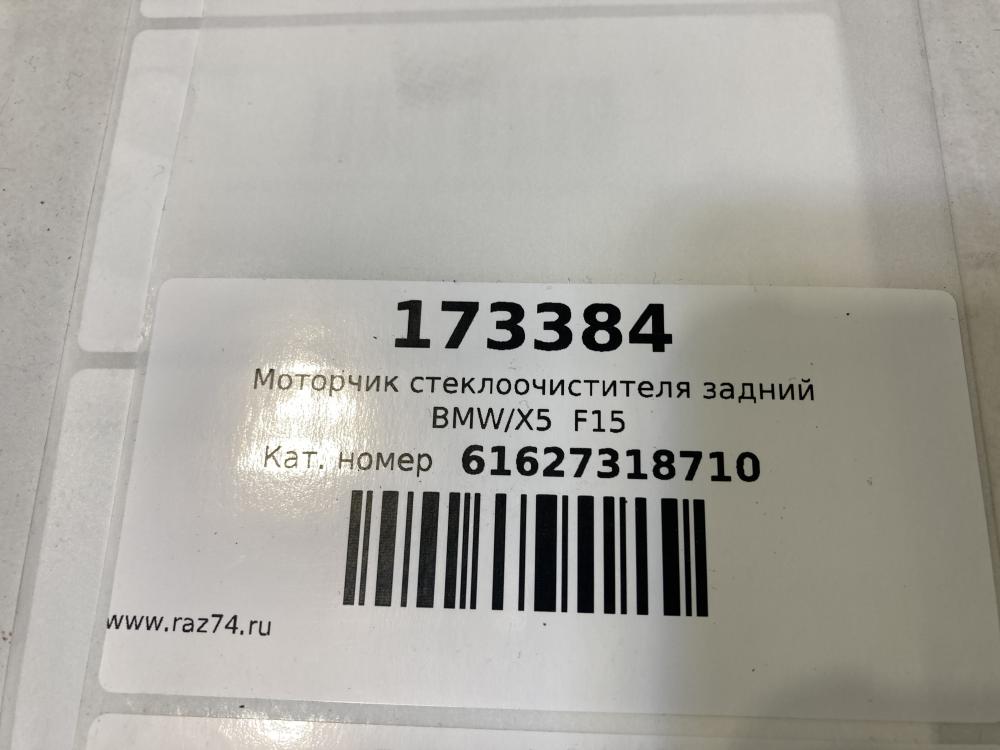 173384
Моторчик стеклоочистителя задний
BMW/X5 F15
Кат. номер 61627318710
www.raz74.ru